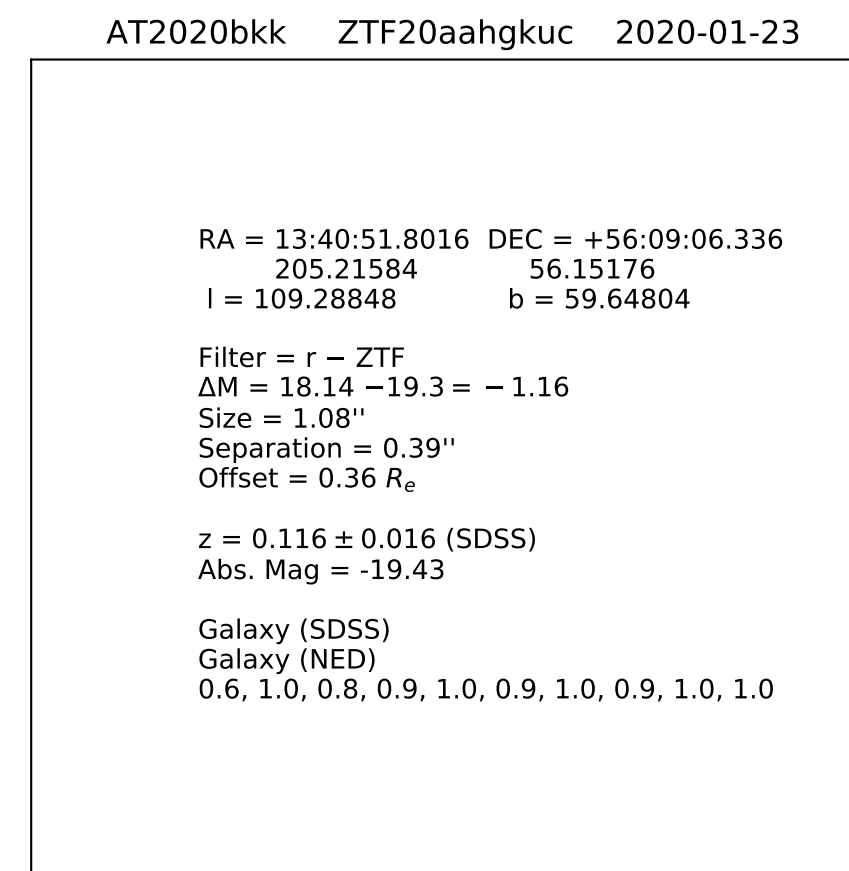 AT2020bkk ZTF20aahgkuc 2020-01-23
RA = 13:40:51.8016 DEC = +56:09:06.336
205.21584 56.15176
l = 109.28848 b = 59.64804
Filter = r − ZTF
ΔM = 18.14 −19.3 = − 1.16
Size = 1.08''
Separation = 0.39''
Offset = 0.36 Rₑ
z = 0.116 ± 0.016 (SDSS)
Abs. Mag = -19.43
Galaxy (SDSS)
Galaxy (NED)
0.6, 1.0, 0.8, 0.9, 1.0, 0.9, 1.0, 0.9, 1.0, 1.0